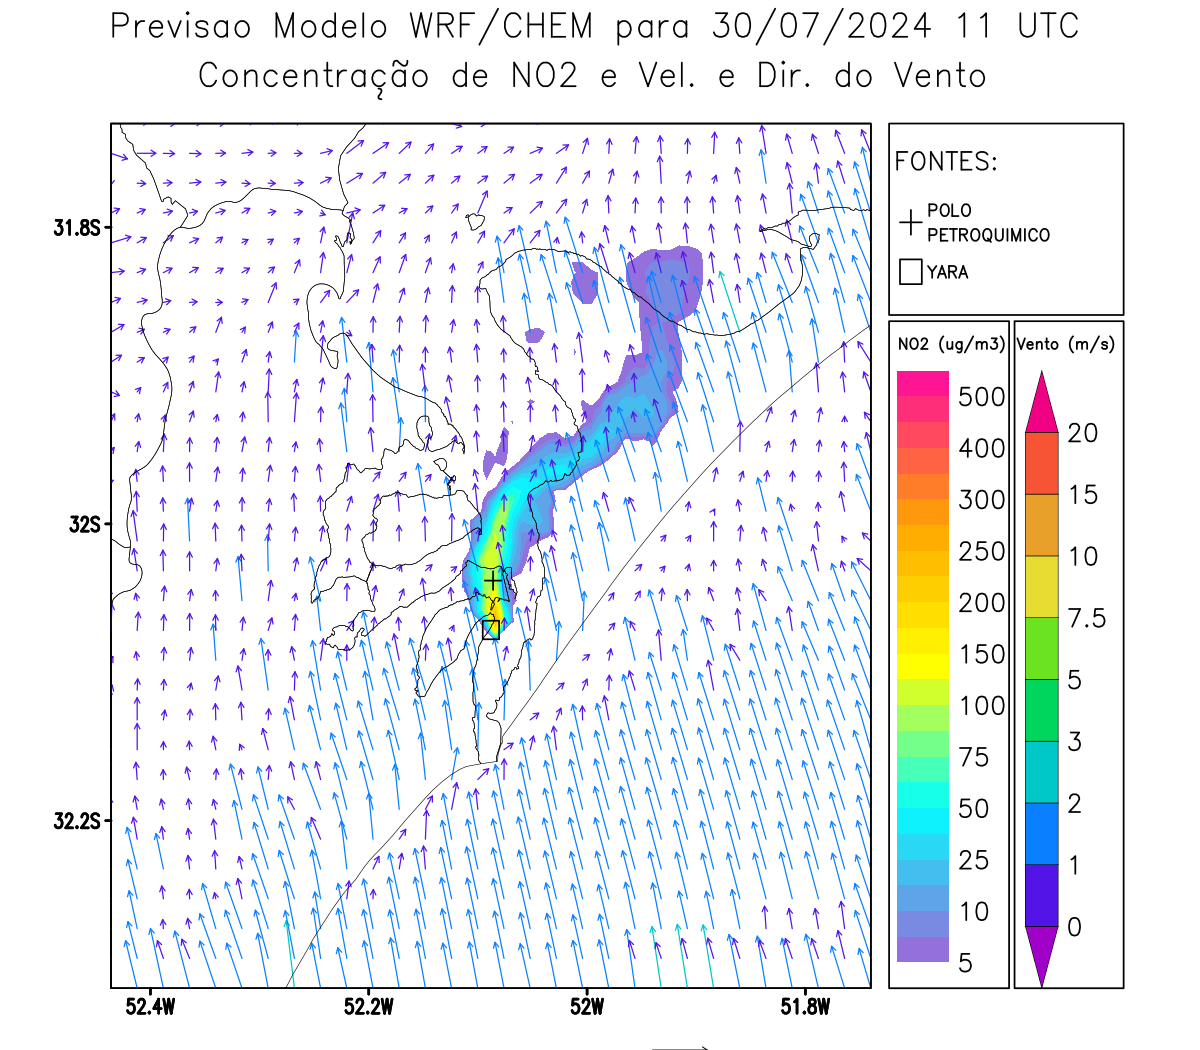 Previsao Modelo WRF/CHEM para 30/07/2024 11 UTC
Concentração de NO2 e Vel. e Dir. do Vento
FONTES:
POLO
PETROQUIMICO
YARA
NO2 (ug/m3)
500
400
300
250
200
150
100
75
50
25
10
5
Vento (m/s)
20
15
10
7.5
5
3
2
1
0
31.8S
32S
32.2S
52.4W
52.2W
52W
51.8W